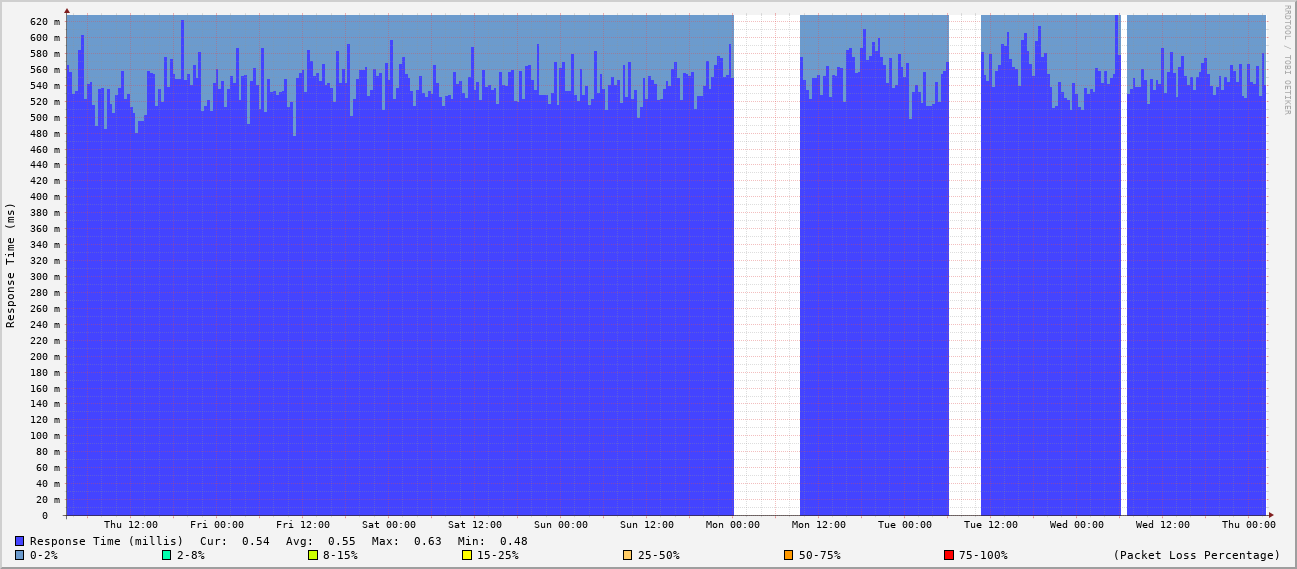 RRDTOOL / TOBI OETIKER
Response Time (ms)
620 m
600 m
580 m
560 m
540 m
520 m
500 m
480 m
460 m
440 m
420 m
400 m
380 m
360 m
340 m
320 m
300 m
280 m
260 m
240 m
220 m
200 m
180 m
160 m
140 m
120 m
100 m
80 m
60 m
40 m
20 m
0
Thu 12:00 Fri 00:00 Fri 12:00 Sat 00:00 Sat 12:00 Sun 00:00 Sun 12:00 Mon 00:00 Mon 12:00 Tue 00:00 Tue 12:00 Wed 00:00 Wed 12:00 Thu 00:00
Response Time (millis) Cur: 0.54 Avg: 0.55 Max: 0.63 Min: 0.48
0-2% 2-8% 8-15% 15-25% 25-50% 50-75% 75-100% (Packet Loss Percentage)